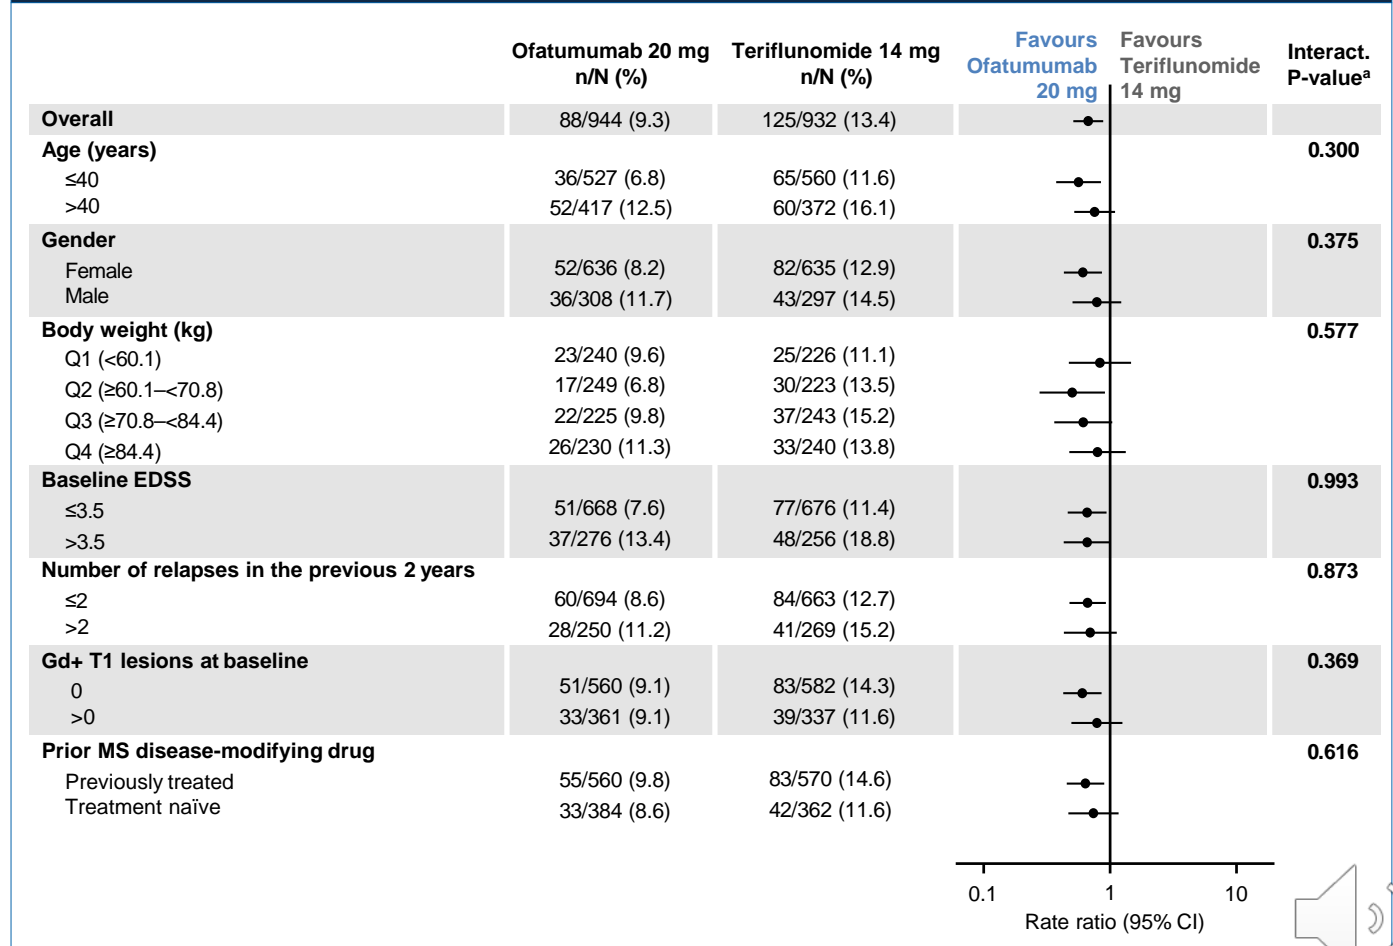 Ofatumumab 20 mg n/N (%) Teriflunomide 14 mg n/N (%) Favours Ofatumumab 20 mg Favours Teriflunomide 14 mg Interact. P-valueᵃ
Overall 88/944 (9.3) 125/932 (13.4)
Age (years) 0.300
≤40 36/527 (6.8) 65/560 (11.6)
>40 52/417 (12.5) 60/372 (16.1)
Gender 0.375
Female 52/636 (8.2) 82/635 (12.9)
Male 36/308 (11.7) 43/297 (14.5)
Body weight (kg) 0.577
Q1 (<60.1) 23/240 (9.6) 25/226 (11.1)
Q2 (≥60.1–<70.8) 17/249 (6.8) 30/223 (13.5)
Q3 (≥70.8–<84.4) 22/225 (9.8) 37/243 (15.2)
Q4 (≥84.4) 26/230 (11.3) 33/240 (13.8)
Baseline EDSS 0.993
≤3.5 51/668 (7.6) 77/676 (11.4)
>3.5 37/276 (13.4) 48/256 (18.8)
Number of relapses in the previous 2 years 0.873
≤2 60/694 (8.6) 84/663 (12.7)
>2 28/250 (11.2) 41/269 (15.2)
Gd+ T1 lesions at baseline 0.369
0 51/560 (9.1) 83/582 (14.3)
>0 33/361 (9.1) 39/337 (11.6)
Prior MS disease-modifying drug 0.616
Previously treated 55/560 (9.8) 83/570 (14.6)
Treatment naïve 33/384 (8.6) 42/362 (11.6)
0.1 1 10
Rate ratio (95% CI)